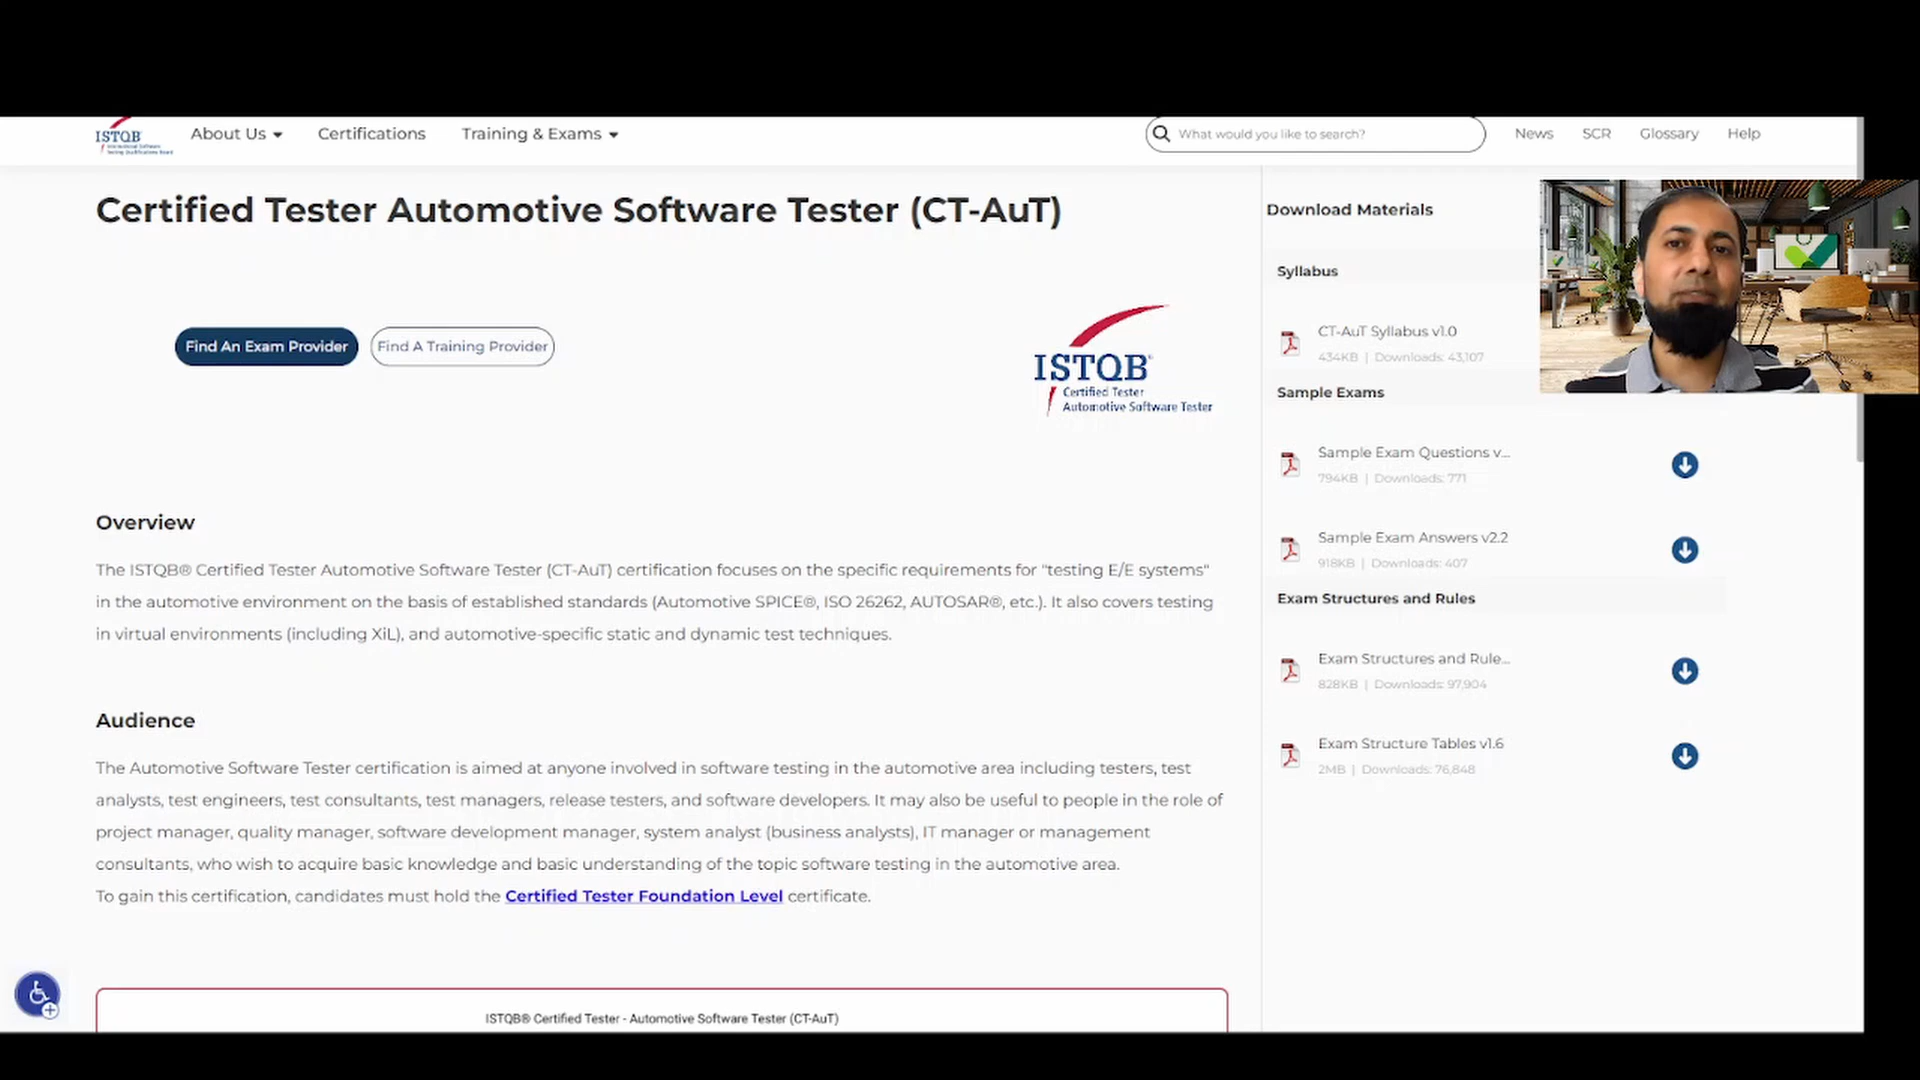 ISTQB
International Software
Testing Qualifications Board
About Us
Certifications
Training & Exams
What would you like to search?
News
SCR
Glossary
Help
Certified Tester Automotive Software Tester (CT-AuT)
Find An Exam Provider
Find A Training Provider
ISTQB®
Certified Tester
Automotive Software Tester
Overview
The ISTQB® Certified Tester Automotive Software Tester (CT-AuT) certification focuses on the specific requirements for "testing E/E systems"
in the automotive environment on the basis of established standards (Automotive SPICE®, ISO 26262, AUTOSAR®, etc.). It also covers testing
in virtual environments (including XiL), and automotive-specific static and dynamic test techniques.
Audience
The Automotive Software Tester certification is aimed at anyone involved in software testing in the automotive area including testers, test
analysts, test engineers, test consultants, test managers, release testers, and software developers. It may also be useful to people in the role of
project manager, quality manager, software development manager, system analyst (business analysts), IT manager or management
consultants, who wish to acquire basic knowledge and basic understanding of the topic software testing in the automotive area.
To gain this certification, candidates must hold the Certified Tester Foundation Level certificate.
ISTQB® Certified Tester - Automotive Software Tester (CT-AuT)
Download Materials
Syllabus
CT-AuT Syllabus v1.0
434KB | Downloads: 43,107
Sample Exams
Sample Exam Questions v...
794KB | Downloads: 771
Sample Exam Answers v2.2
918KB | Downloads: 407
Exam Structures and Rules
Exam Structures and Rule...
828KB | Downloads: 97,904
Exam Structure Tables v1.6
2MB | Downloads: 76,848